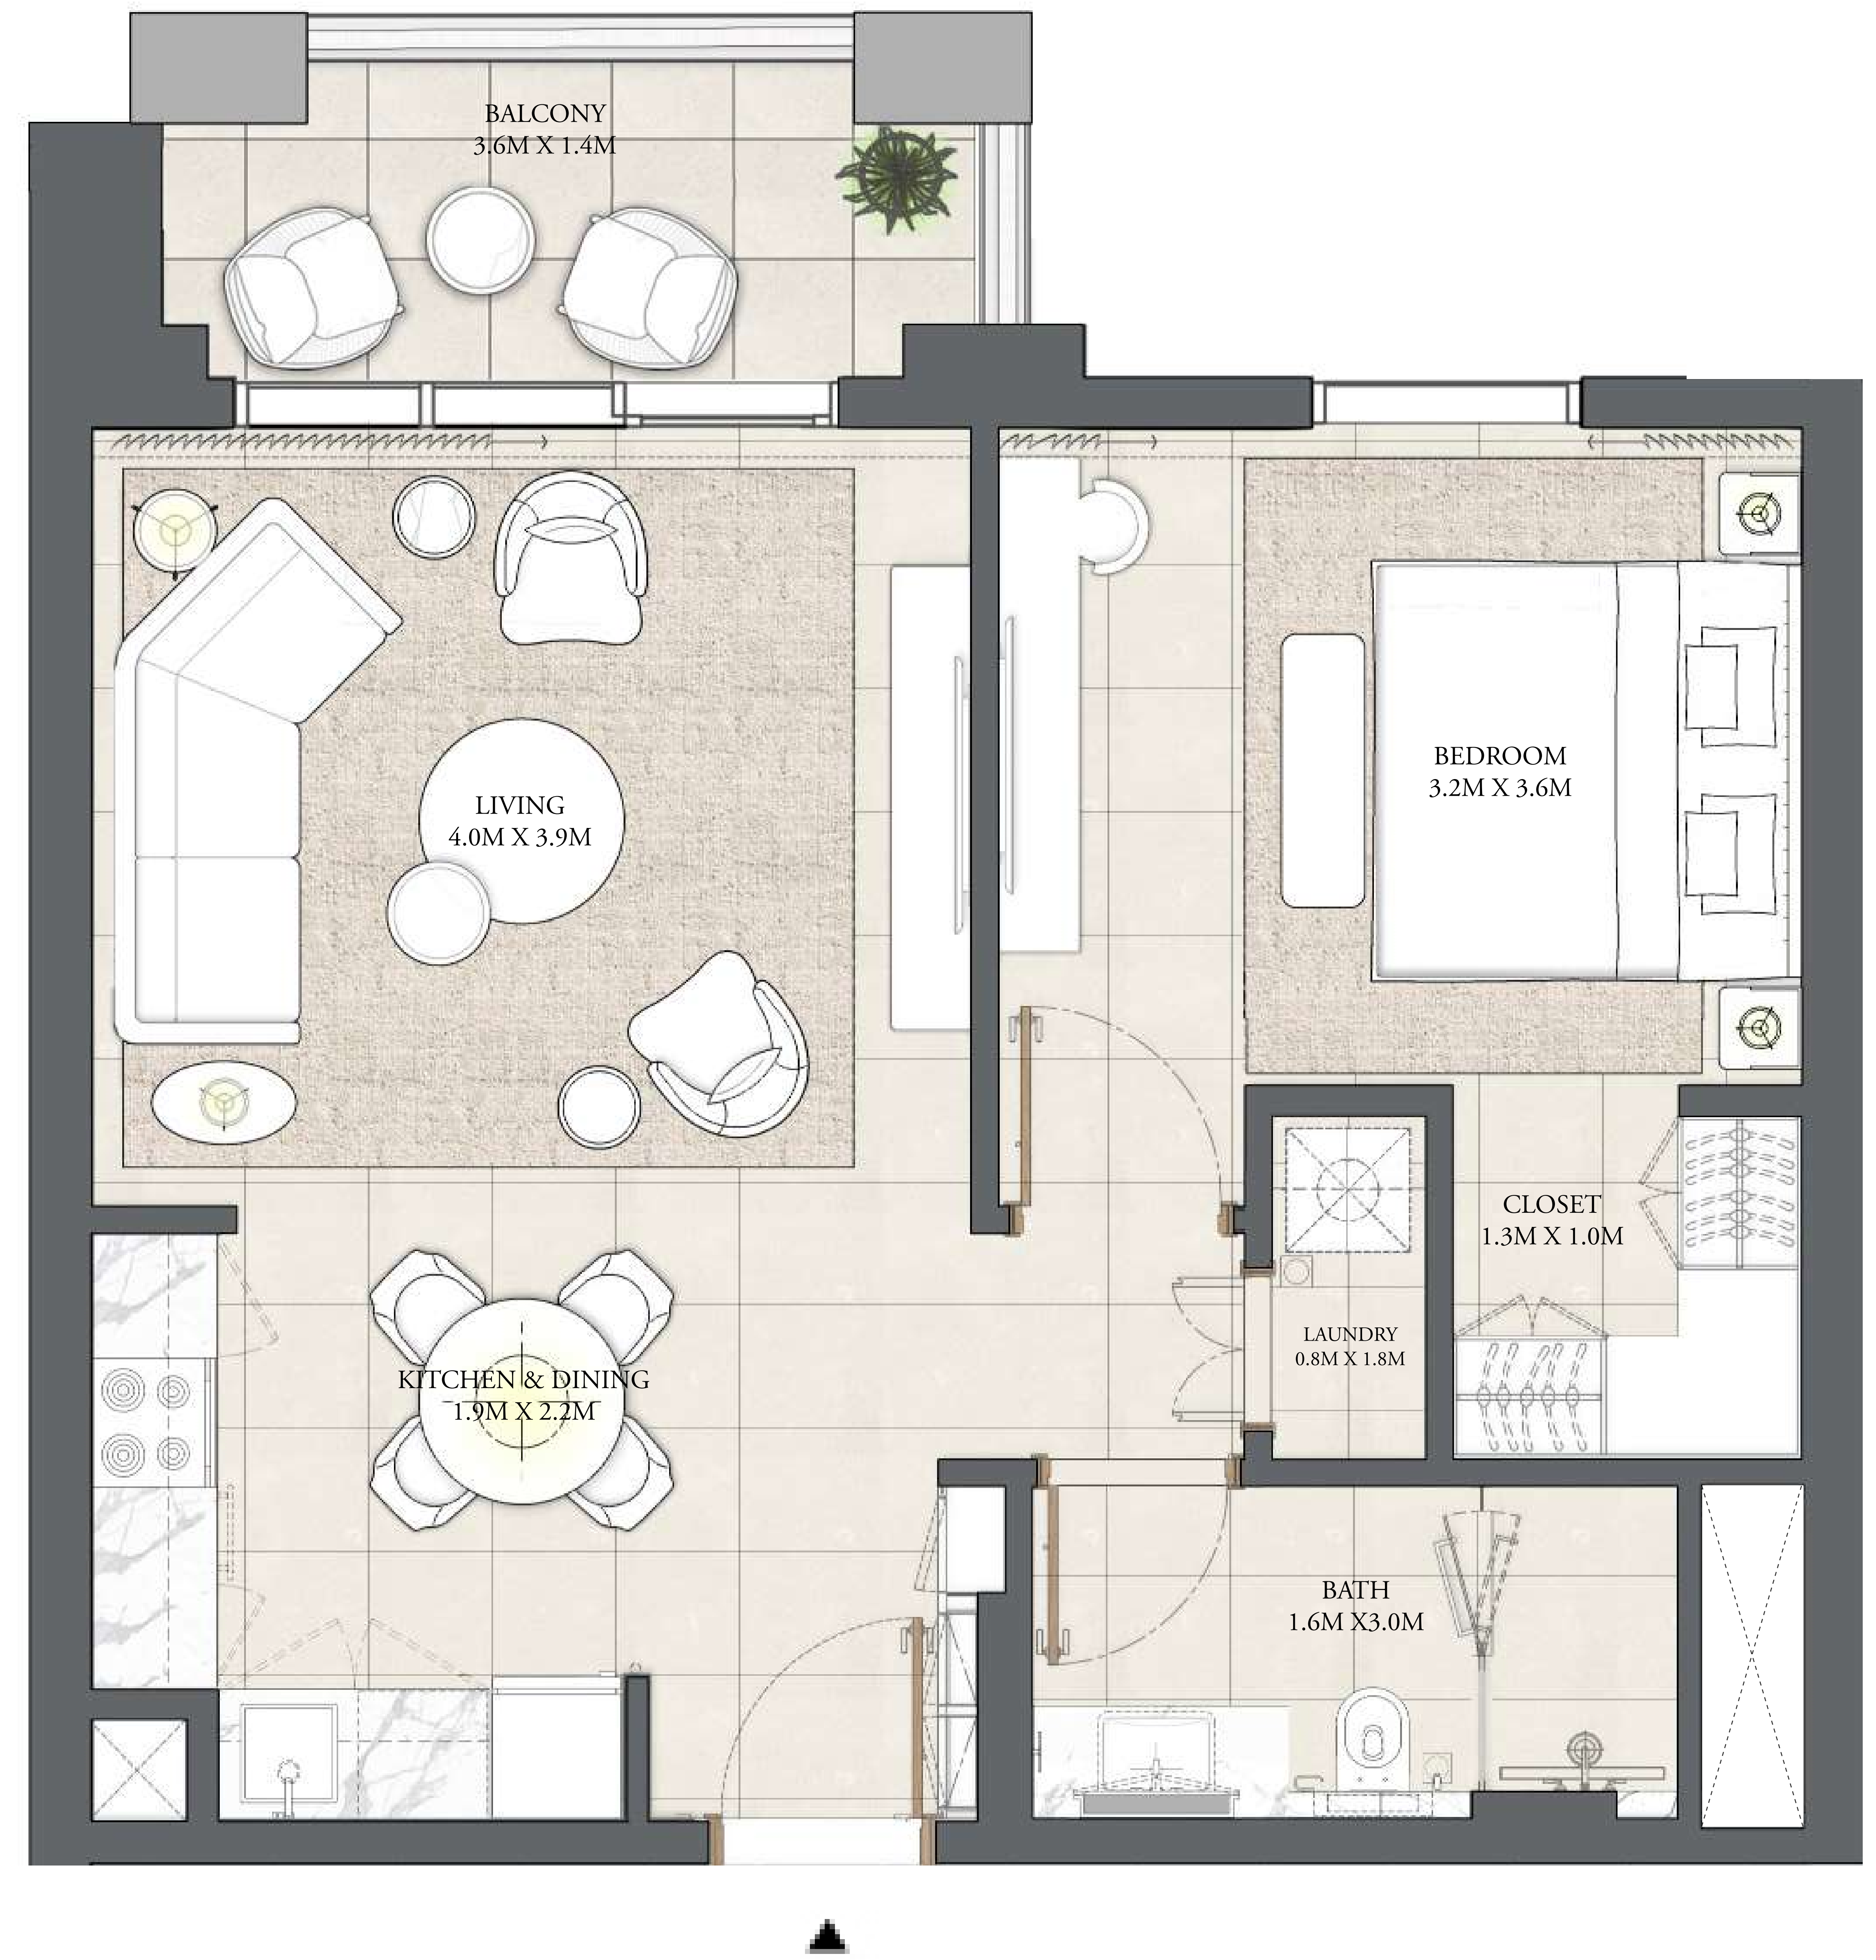 BALCONY
3.6M X 1.4M
LIVING
4.0M X 3.9M
BEDROOM
3.2M X 3.6M
CLOSET
1.3M X 1.0M
LAUNDRY
0.8M X 1.8M
KITCHEN & DINING
1.9M X 2.2M
BATH
1.6M X3.0M